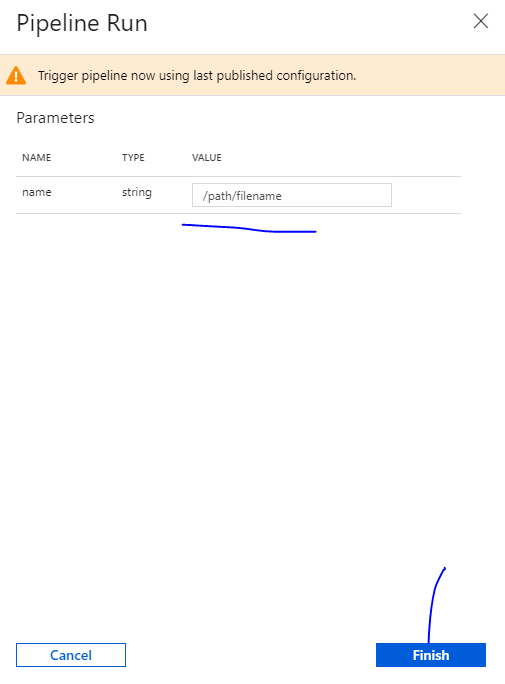 Pipeline Run
Trigger pipeline now using last published configuration.
Parameters
NAME TYPE VALUE
name string /path/filename
Cancel Finish